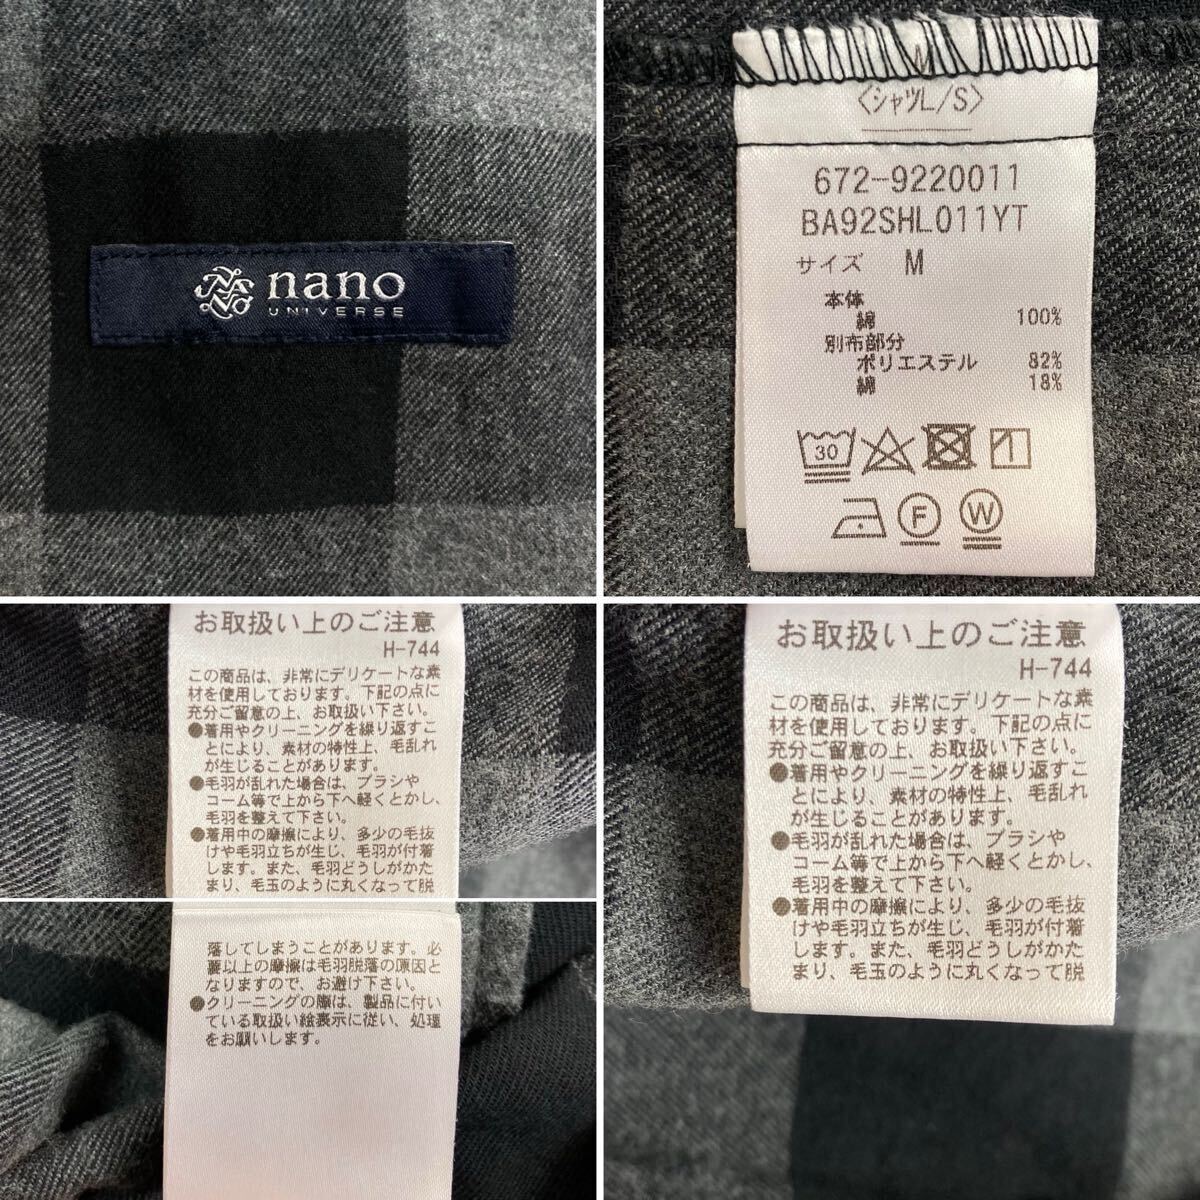 nano
UNIVERSE
〈シャツL/S〉
672-9220011
BA92SHL011YT
サイズ M
本体
綿 100%
別布部分
ポリエステル 82%
綿 18%
30
F
W
お取扱い上のご注意
H-744
この商品は、非常にデリケートな素
材を使用しております。下記の点に
充分ご留意の上、お取扱い下さい。
●着用やクリーニングを繰り返すこ
とにより、素材の特性上、毛乱れ
が生じることがあります。
●毛羽が乱れた場合は、ブラシや
コーム等で上から下へ軽くとかし、
毛羽を整えて下さい。
●着用中の摩擦により、多少の毛抜
けや毛羽立ちが生じ、毛羽が付着
します。また、毛羽どうしがかた
まり、毛玉のように丸くなって脱
落してしまうことがあります。必
要以上の摩擦は毛羽脱落の原因と
なりますので、お避け下さい。
●クリーニングの際は、製品に付い
ている取扱い絵表示に従い、処理
をお願いします。
お取扱い上のご注意
H-744
この商品は、非常にデリケートな素
材を使用しております。下記の点に
充分ご留意の上、お取扱い下さい。
●着用やクリーニングを繰り返すこ
とにより、素材の特性上、毛乱れ
が生じることがあります。
●毛羽が乱れた場合は、ブラシや
コーム等で上から下へ軽くとかし、
毛羽を整えて下さい。
●着用中の摩擦により、多少の毛抜
けや毛羽立ちが生じ、毛羽が付着
します。また、毛羽どうしがかた
まり、毛玉のように丸くなって脱